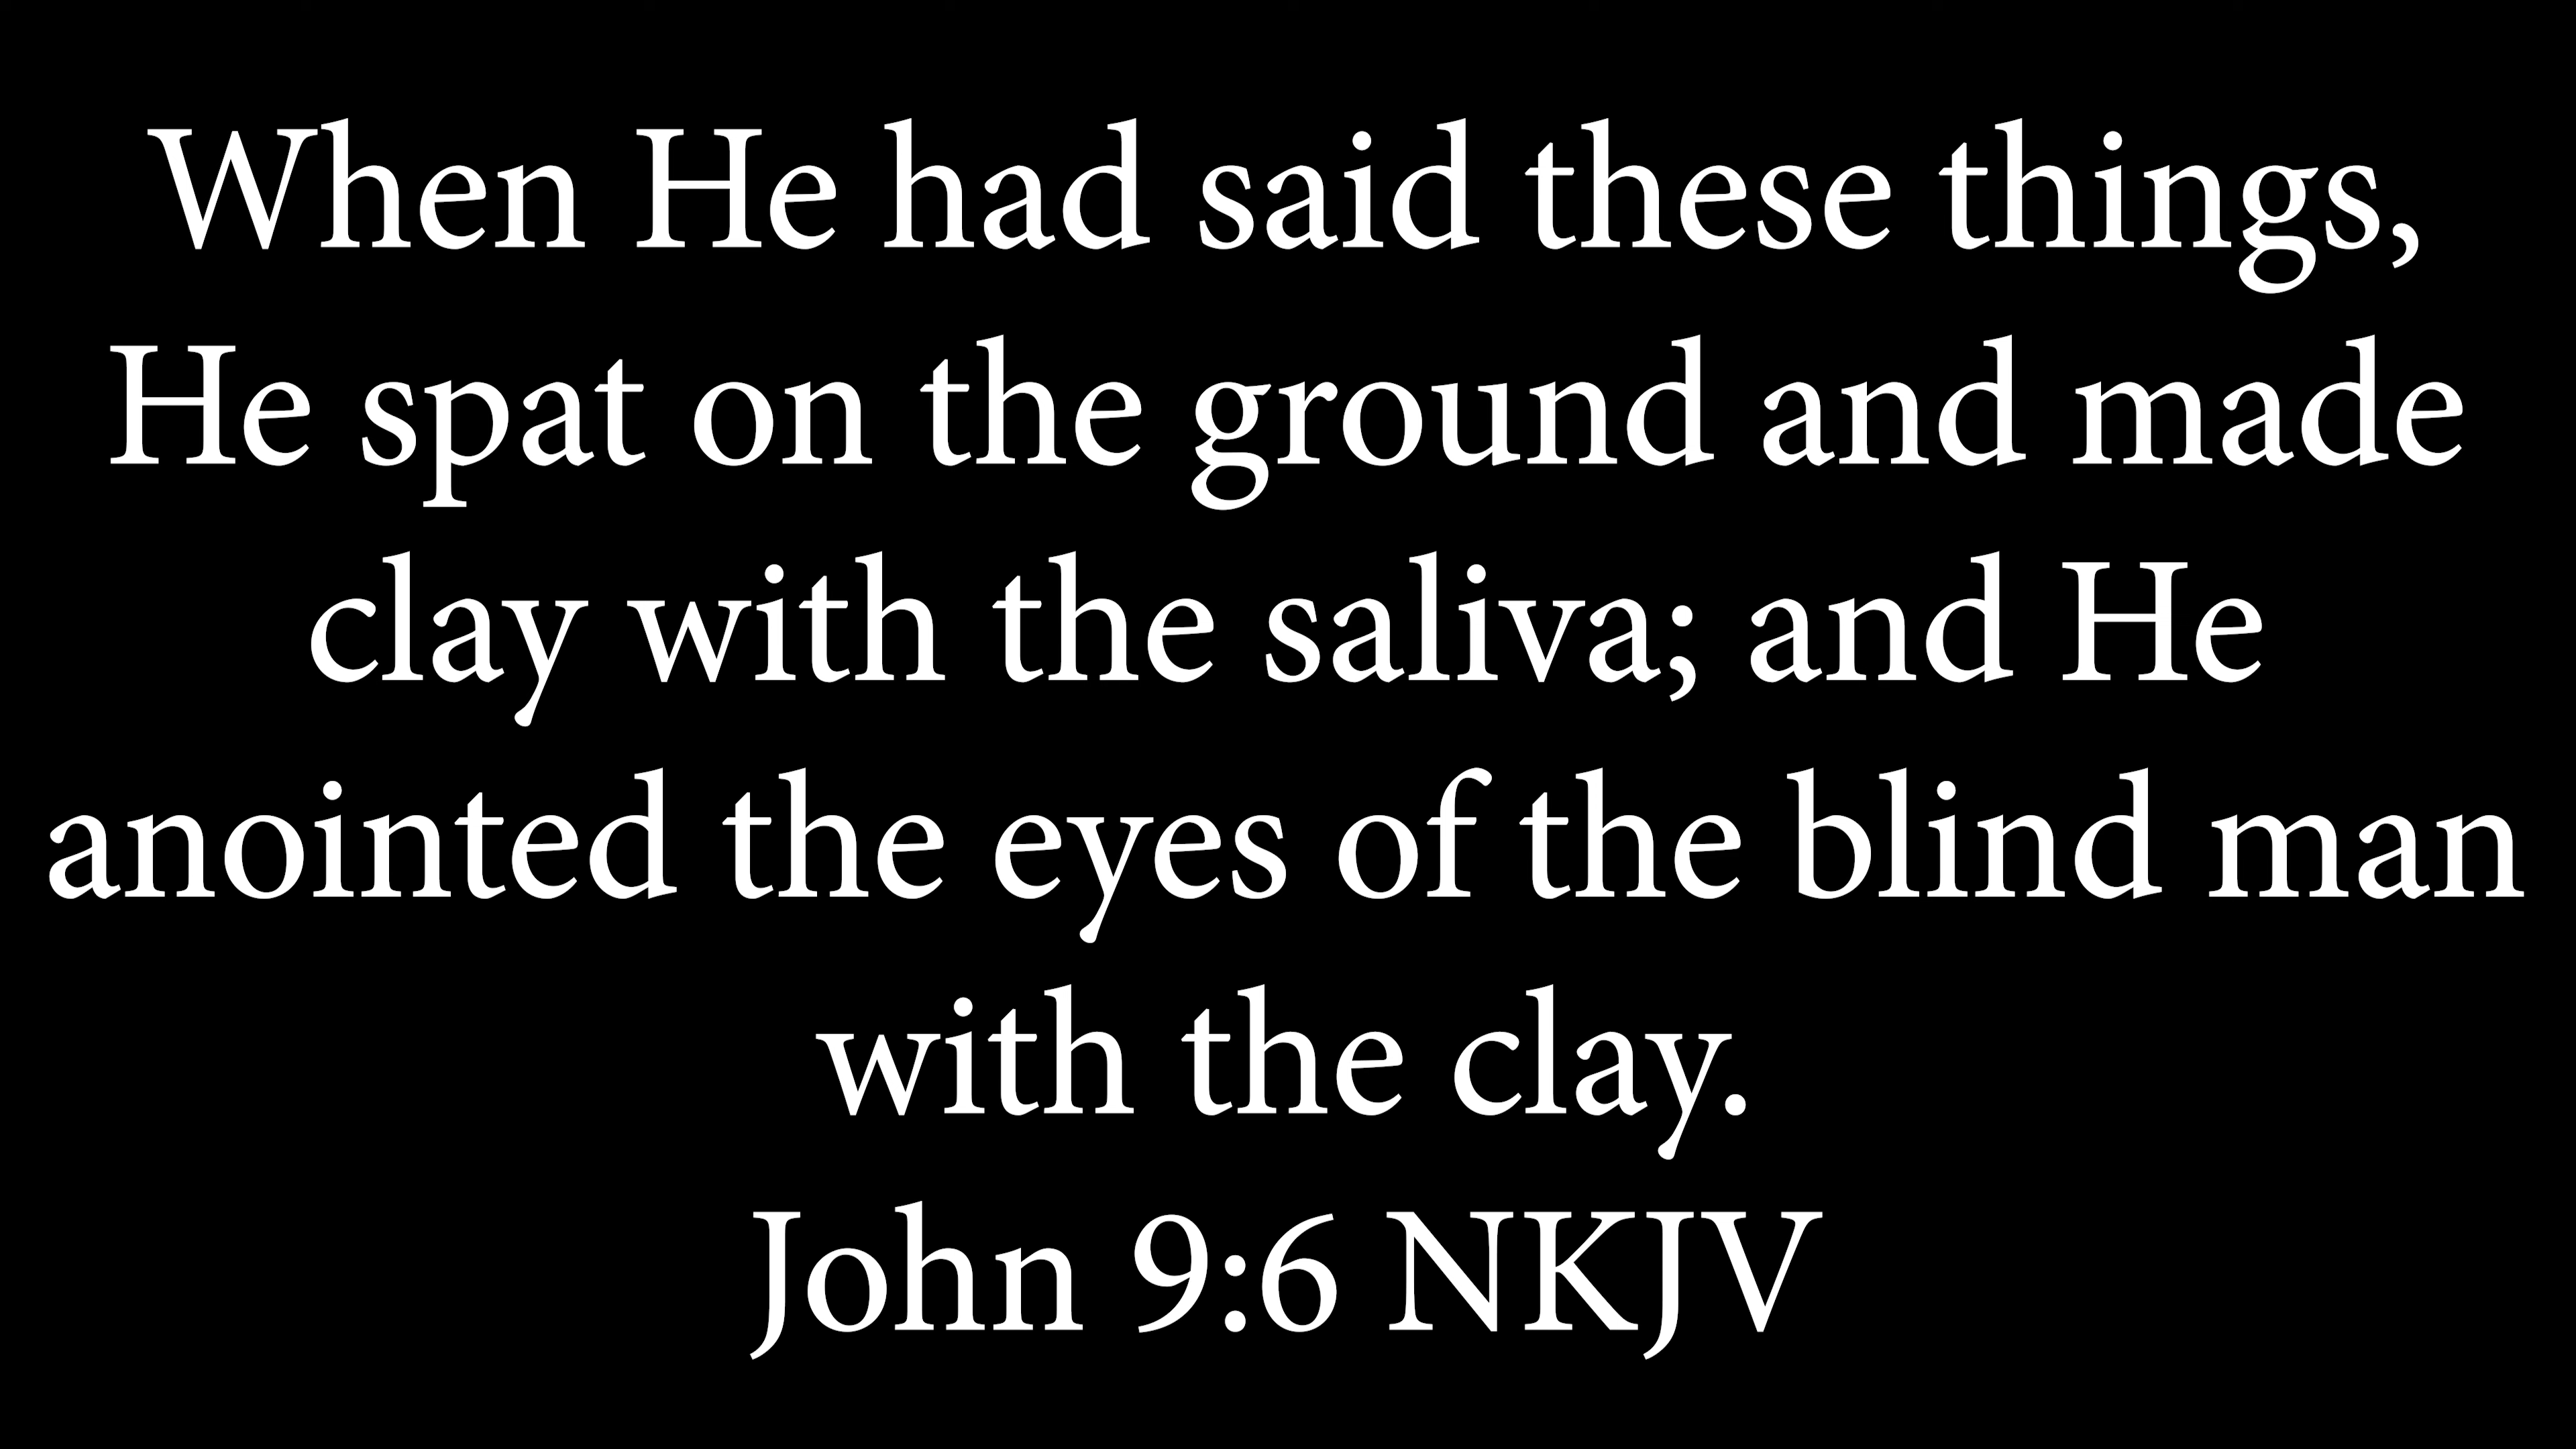 When He had said these things,
He spat on the ground and made
clay with the saliva; and He
anointed the eyes of the blind man
with the clay.
John 9:6 NKJV